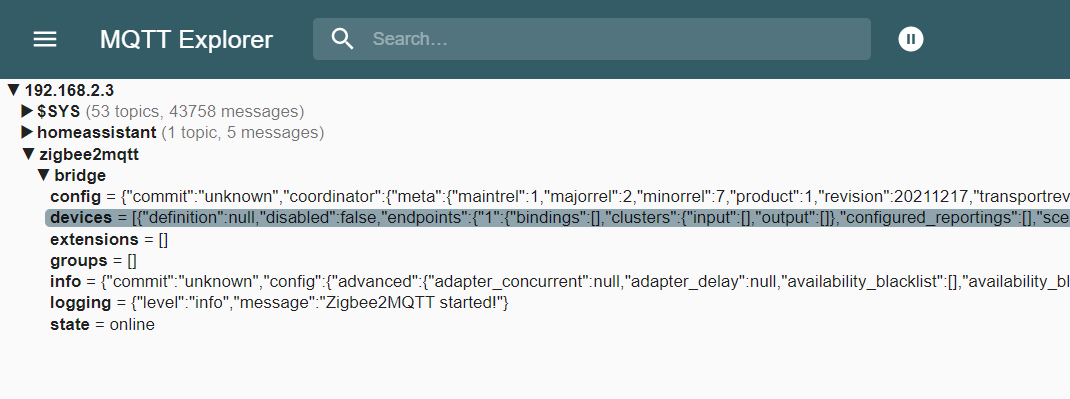 MQTT Explorer
Search...
192.168.2.3
$SYS (53 topics, 43758 messages)
homeassistant (1 topic, 5 messages)
zigbee2mqtt
bridge
config = {"commit":"unknown","coordinator":{"meta":{"maintrel":1,"majorrel":2,"minorrel":7,"product":1,"revision":20211217,"transportrev
devices = [{"definition":null,"disabled":false,"endpoints":{"1":{"bindings":[],"clusters":{"input":[],"output":[]},"configured_reportings":[],"sce
extensions = []
groups = []
info = {"commit":"unknown","config":{"advanced":{"adapter_concurrent":null,"adapter_delay":null,"availability_blacklist":[],"availability_bl
logging = {"level":"info","message":"Zigbee2MQTT started!"}
state = online